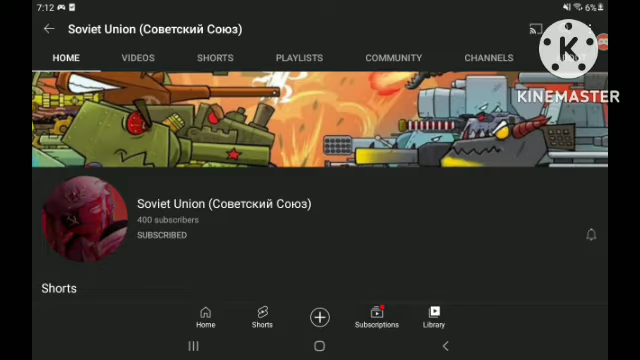 7:12
6%
Soviet Union (Советский Союз)
K
KINEMASTER
HOME VIDEOS SHORTS PLAYLISTS COMMUNITY CHANNELS
Soviet Union (Советский Союз)
400 subscribers
SUBSCRIBED
Shorts
Home Shorts Subscriptions Library